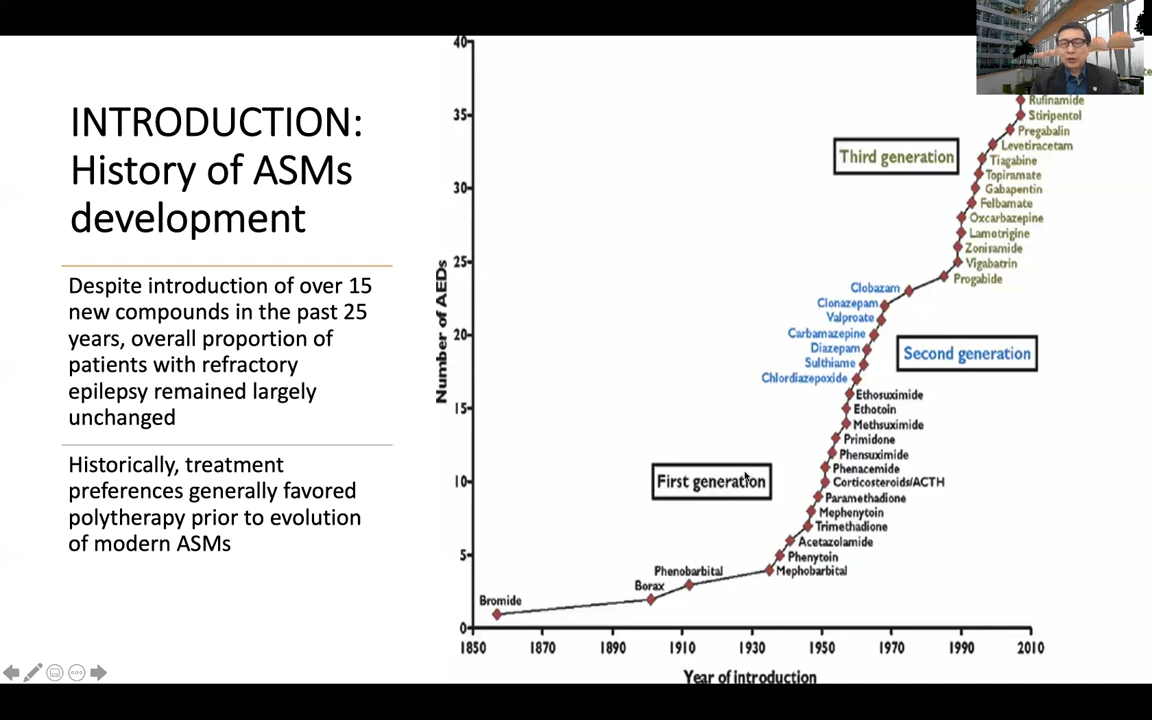 INTRODUCTION:
History of ASMs
development
Despite introduction of over 15
new compounds in the past 25
years, overall proportion of
patients with refractory
epilepsy remained largely
unchanged
Historically, treatment
preferences generally favored
polytherapy prior to evolution
of modern ASMs
Number of AEDs
40
35
30
25
20
15
10
5
0
Rufinamide
Stiripentol
Pregabalin
Levetiracetam
Tiagabine
Topiramate
Gabapentin
Felbamate
Oxcarbazepine
Lamotrigine
Zonisamide
Vigabatrin
Progabide
Third generation
Clobazam
Clonazepam
Valproate
Carbamazepine
Diazepam
Sulthiame
Chlordiazepoxide
Second generation
Ethosuximide
Ethotoin
Methsuximide
Primidone
Phensuximide
Phenacemide
Corticosteroids/ACTH
Paramethadione
Mephenytoin
Trimethadione
Acetazolamide
Phenytoin
Mephobarbital
First generation
Phenobarbital
Borax
Bromide
1850
1870
1890
1910
1930
1950
1970
1990
2010
Year of introduction